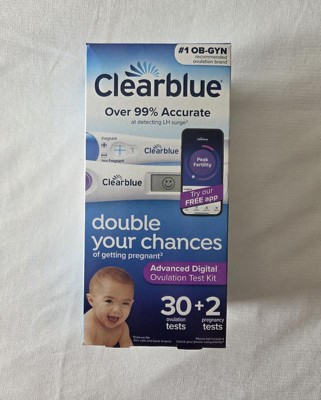 #1 OB-GYN
recommended
ovulation brand
Clearblue
Over 99% Accurate
at detecting LH surge¹
Pregnant
Clearblue
Not Pregnant
Clearblue
Peak
Fertility
Try our
FREE app
double
your chances
of getting pregnant²
Advanced Digital
Ovulation Test Kit
30 + 2
ovulation tests
pregnancy tests